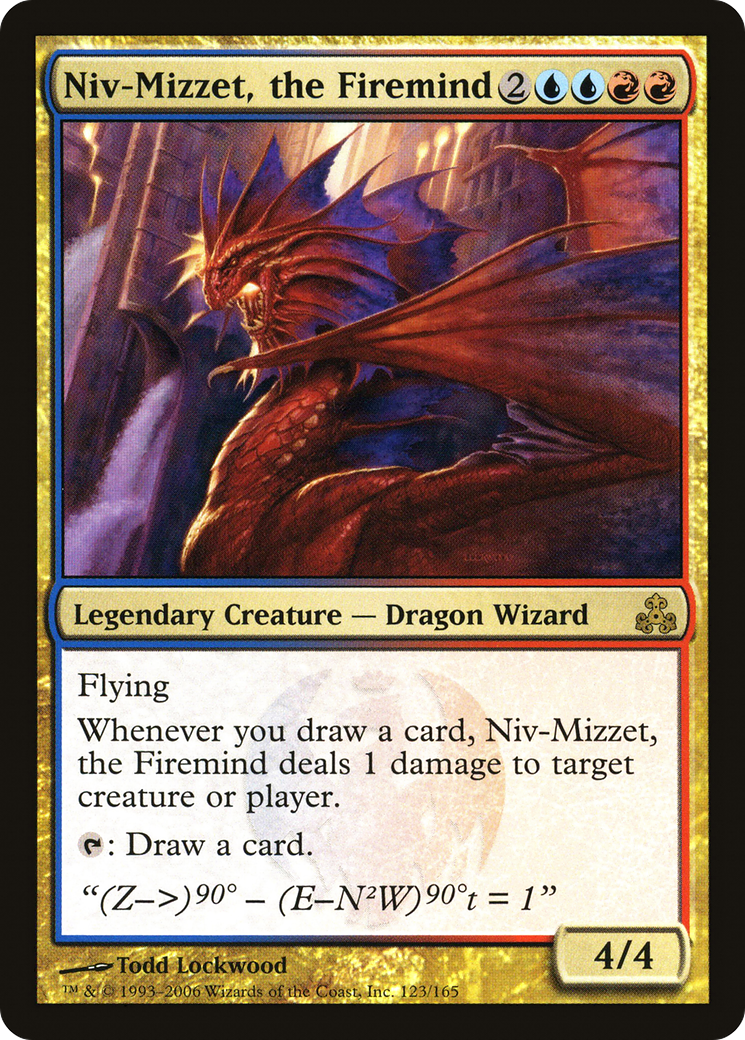 Niv-Mizzet, the Firemind 2
Legendary Creature — Dragon Wizard
Flying
Whenever you draw a card, Niv-Mizzet,
the Firemind deals 1 damage to target
creature or player.
: Draw a card.
“(Z–>)90° – (E–N²W)90°t = 1”
4/4
Todd Lockwood
™ & © 1993–2006 Wizards of the Coast, Inc. 123/165